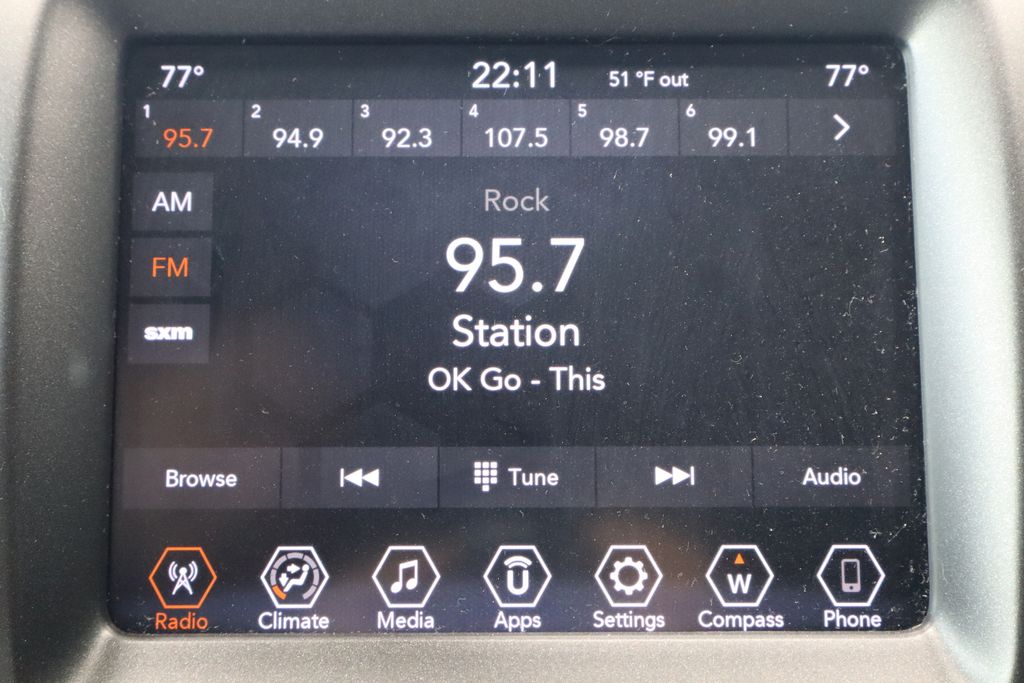 77° 22:11 51 °F out 77°
1 2 3 4 5 6
95.7 94.9 92.3 107.5 98.7 99.1
AM
FM
sxm
Rock
95.7
Station
OK Go - This
Browse Tune Audio
U W
Radio Climate Media Apps Settings Compass Phone